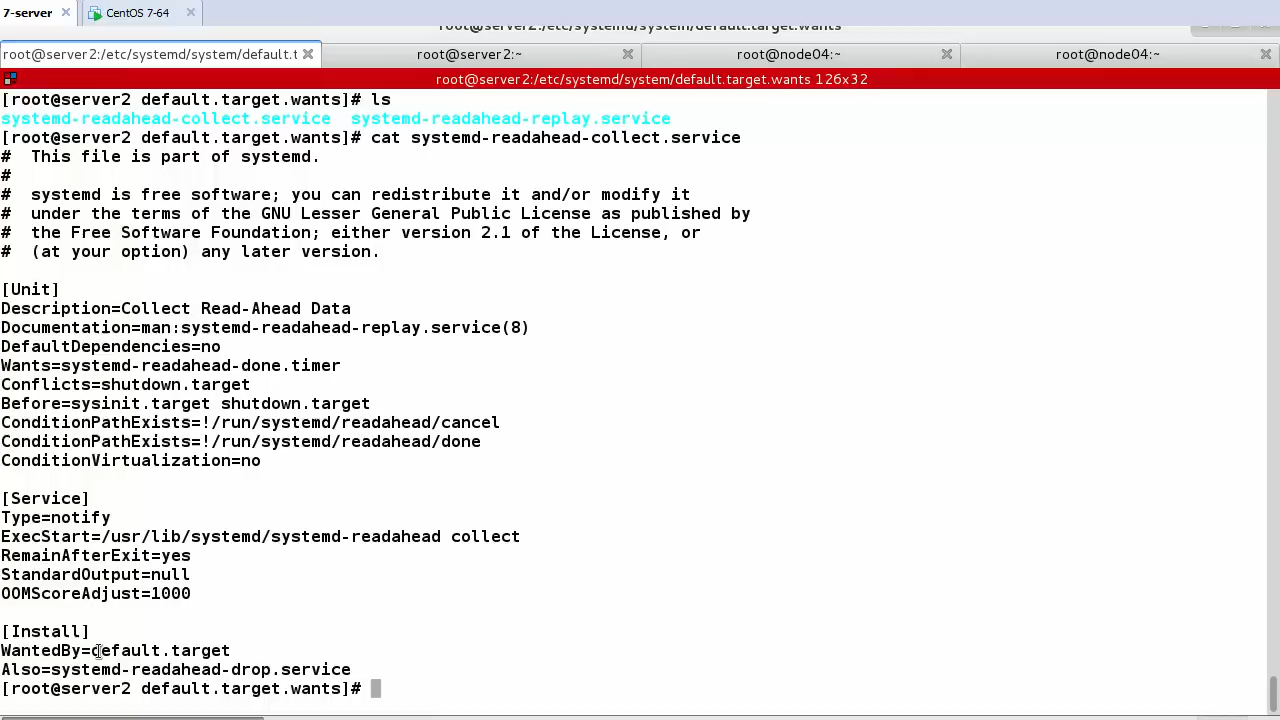 7-server
CentOS 7-64
root@server2:/etc/systemd/system/default.target.wants
root@server2:/etc/systemd/system/default.t
root@server2:~
root@node04:~
root@node04:~
root@server2:/etc/systemd/system/default.target.wants 126x32
[root@server2 default.target.wants]# ls
systemd-readahead-collect.service  systemd-readahead-replay.service
[root@server2 default.target.wants]# cat systemd-readahead-collect.service
#  This file is part of systemd.
#
#  systemd is free software; you can redistribute it and/or modify it
#  under the terms of the GNU Lesser General Public License as published by
#  the Free Software Foundation; either version 2.1 of the License, or
#  (at your option) any later version.
[Unit]
Description=Collect Read-Ahead Data
Documentation=man:systemd-readahead-replay.service(8)
DefaultDependencies=no
Wants=systemd-readahead-done.timer
Conflicts=shutdown.target
Before=sysinit.target shutdown.target
ConditionPathExists=!/run/systemd/readahead/cancel
ConditionPathExists=!/run/systemd/readahead/done
ConditionVirtualization=no
[Service]
Type=notify
ExecStart=/usr/lib/systemd/systemd-readahead collect
RemainAfterExit=yes
StandardOutput=null
OOMScoreAdjust=1000
[Install]
WantedBy=default.target
Also=systemd-readahead-drop.service
[root@server2 default.target.wants]#